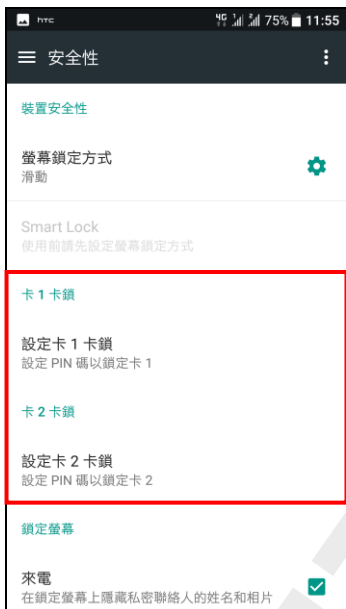 hTC 4G 75% 11:55
安全性
裝置安全性
螢幕鎖定方式
滑動
Smart Lock
使用前請先設定螢幕鎖定方式
卡 1 卡鎖
設定卡 1 卡鎖
設定 PIN 碼以鎖定卡 1
卡 2 卡鎖
設定卡 2 卡鎖
設定 PIN 碼以鎖定卡 2
鎖定螢幕
來電
在鎖定螢幕上隱藏私密聯絡人的姓名和相片